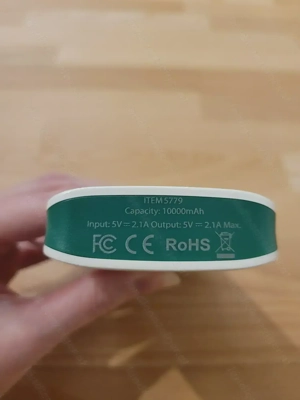 ITEM 5779
Capacity: 10000mAh
Input: 5V⎓2.1A Output: 5V⎓2.1A Max.
FC CE RoHS